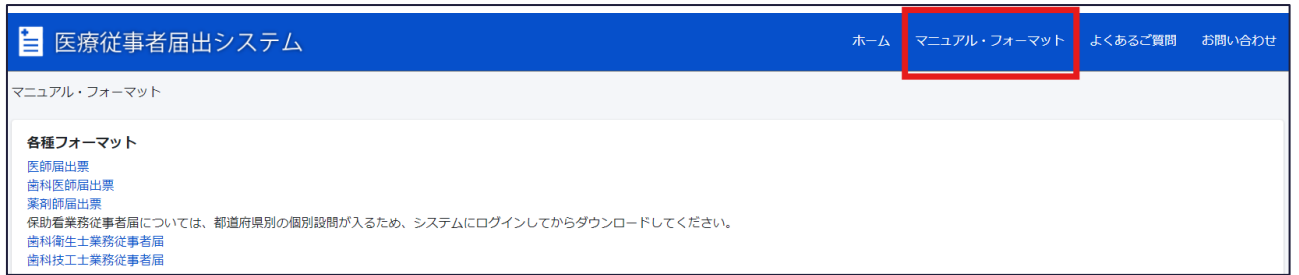 医療従事者届出システム
ホーム マニュアル・フォーマット よくあるご質問 お問い合わせ
マニュアル・フォーマット
各種フォーマット
医師届出票
歯科医師届出票
薬剤師届出票
保助看業務従事者届については、都道府県別の個別設問が入るため、システムにログインしてからダウンロードしてください。
歯科衛生士業務従事者届
歯科技工士業務従事者届